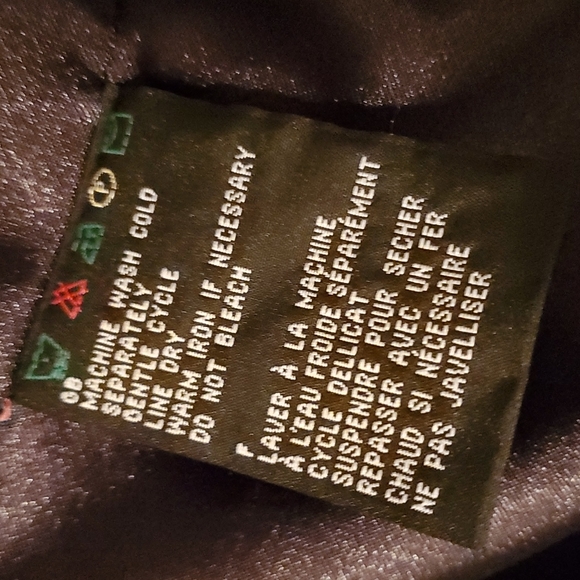 GB
MACHINE WASH COLD
SEPARATELY
GENTLE CYCLE
LINE DRY
WARM IRON IF NECESSARY
DO NOT BLEACH
F
LAVER À LA MACHINE
À L'EAU FROIDE SÉPARÉMENT
CYCLE DELLICAT
SUSPENDRE POUR SECHER
REPASSER AVEC UN FER
CHAUD SI NÉCESSAIRE
NE PAS JAVELLISER
P